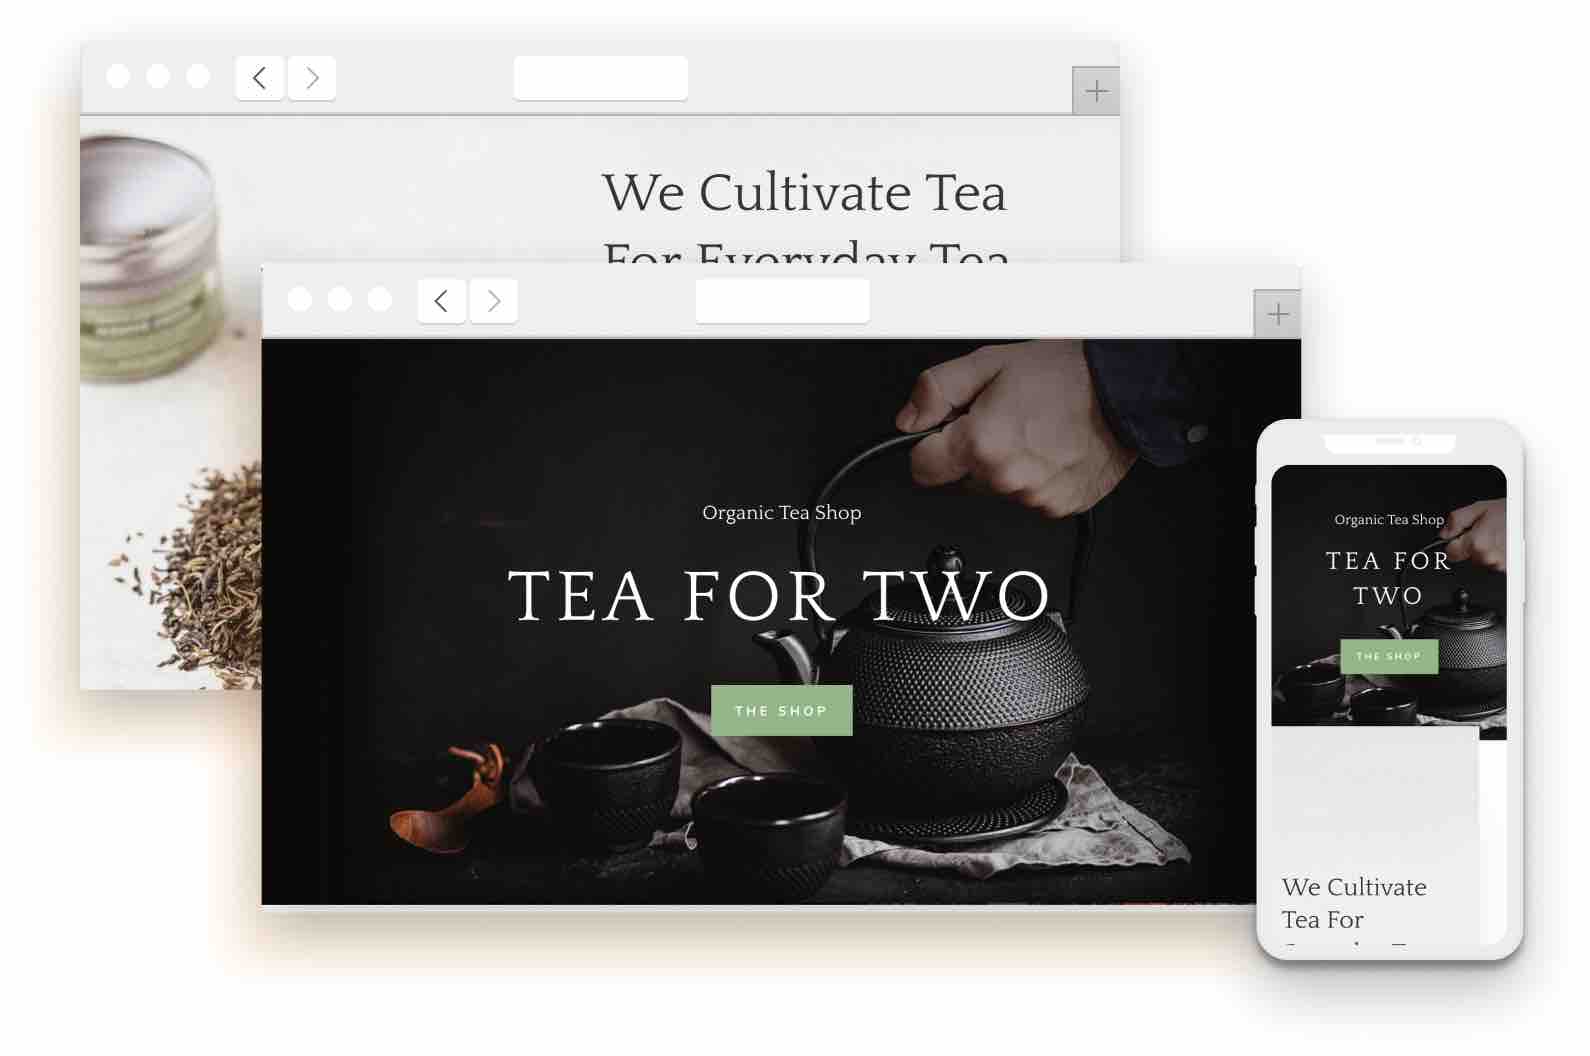 We Cultivate Tea
For Everyday Tea
Organic Tea Shop
TEA FOR TWO
THE SHOP
Organic Tea Shop
TEA FOR
TWO
THE SHOP
We Cultivate
Tea For